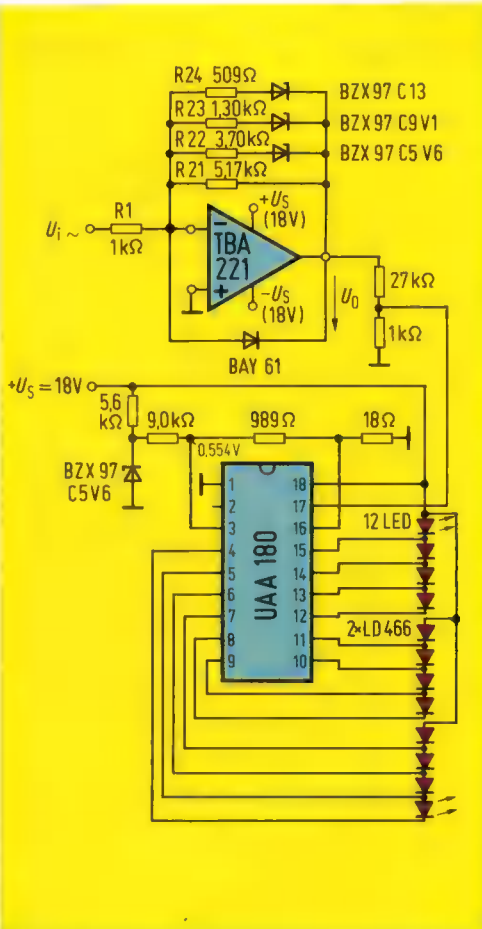 R24 509Ω BZX 97 C13
R23 1,30kΩ BZX 97 C9V1
R22 3,70kΩ BZX 97 C5 V6
R21 5,17kΩ
+Us
(18V)
Ui ~ R1
1kΩ
−
TBA
221
+
27kΩ
U0
−Us
(18V)
1kΩ
BAY 61
+Us = 18V
5,6
kΩ
9,0kΩ 989Ω 18Ω
0,554V
BZX 97
C5V6
UAA 180
1 18
2 17
3 16
4 15
5 14
6 13
7 12
8 11
9 10
12 LED
2×LD 466